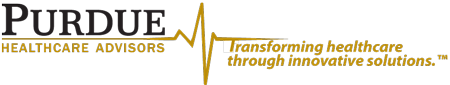 PURDUE
HEALTHCARE ADVISORS
Transforming healthcare
through innovative solutions.™